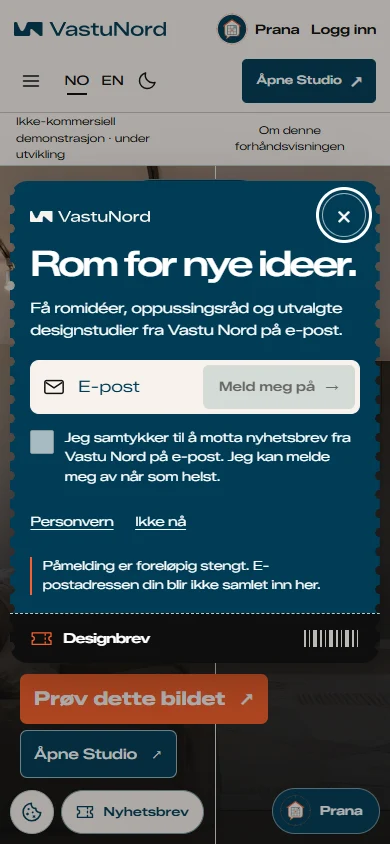 VastuNord
Prana
Logg inn
NO
EN
Åpne Studio ↗
Ikke-kommersiell
demonstrasjon · under
utvikling
Om denne
forhåndsvisningen
VastuNord
Rom for nye ideer.
Få romidéer, oppussingsråd og utvalgte
designstudier fra Vastu Nord på e-post.
E-post
Meld meg på →
Jeg samtykker til å motta nyhetsbrev fra
Vastu Nord på e-post. Jeg kan melde
meg av når som helst.
Personvern
Ikke nå
Påmelding er foreløpig stengt. E-
postadressen din blir ikke samlet inn her.
Designbrev
Prøv dette bildet ↗
Åpne Studio ↗
Nyhetsbrev
Prana